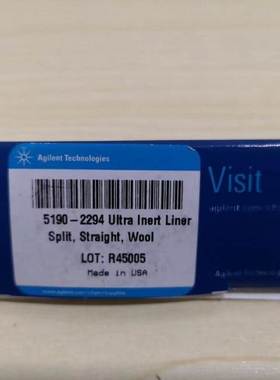 Agilent Technologies
5190-2294 Ultra Inert Liner
Split, Straight, Wool
LOT: R45005
Made in USA
Visit